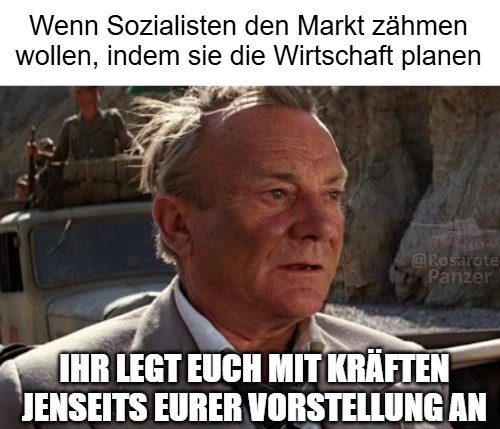 Wenn Sozialisten den Markt zähmen
wollen, indem sie die Wirtschaft planen
@Rosarote
Panzer
IHR LEGT EUCH MIT KRÄFTEN
JENSEITS EURER VORSTELLUNG AN